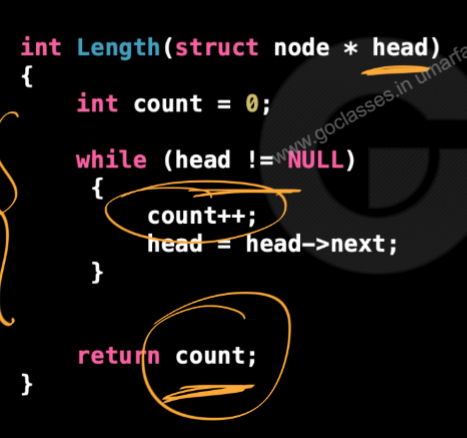 int Length(struct node * head)
{
int count = 0;
while (head != NULL)
{
count++;
head = head->next;
}
return count;
}
www.goclasses.in umarfa